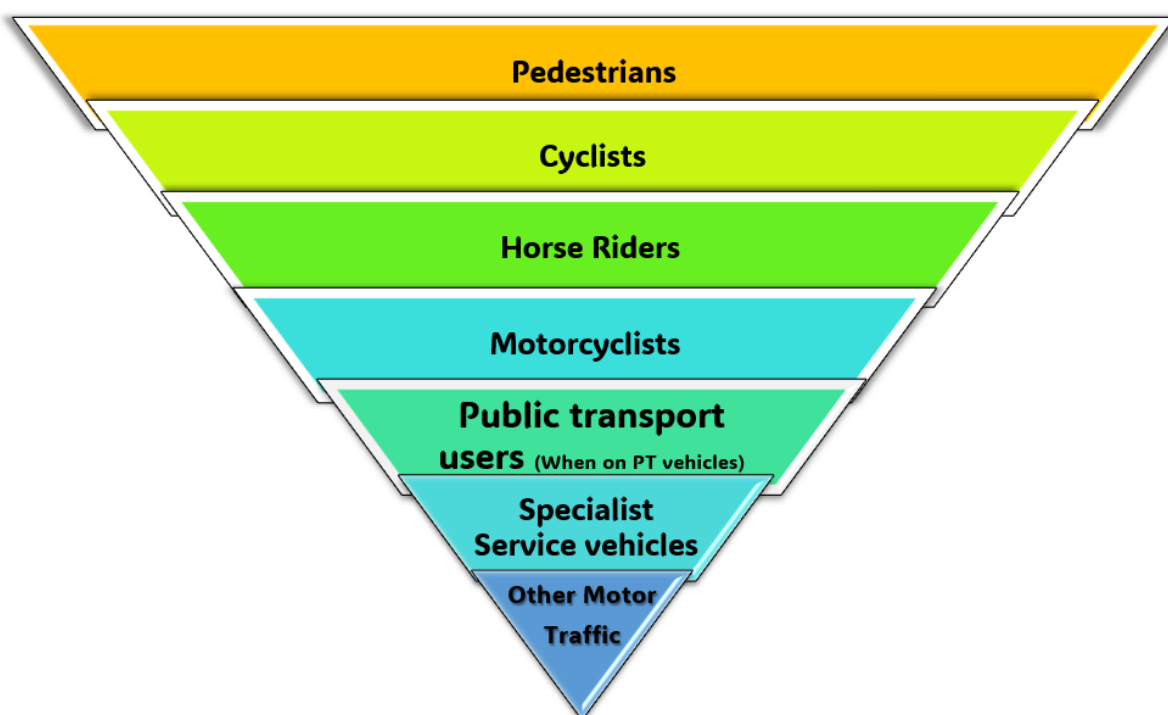 Pedestrians
Cyclists
Horse Riders
Motorcyclists
Public transport
users (When on PT vehicles)
Specialist
Service vehicles
Other Motor
Traffic